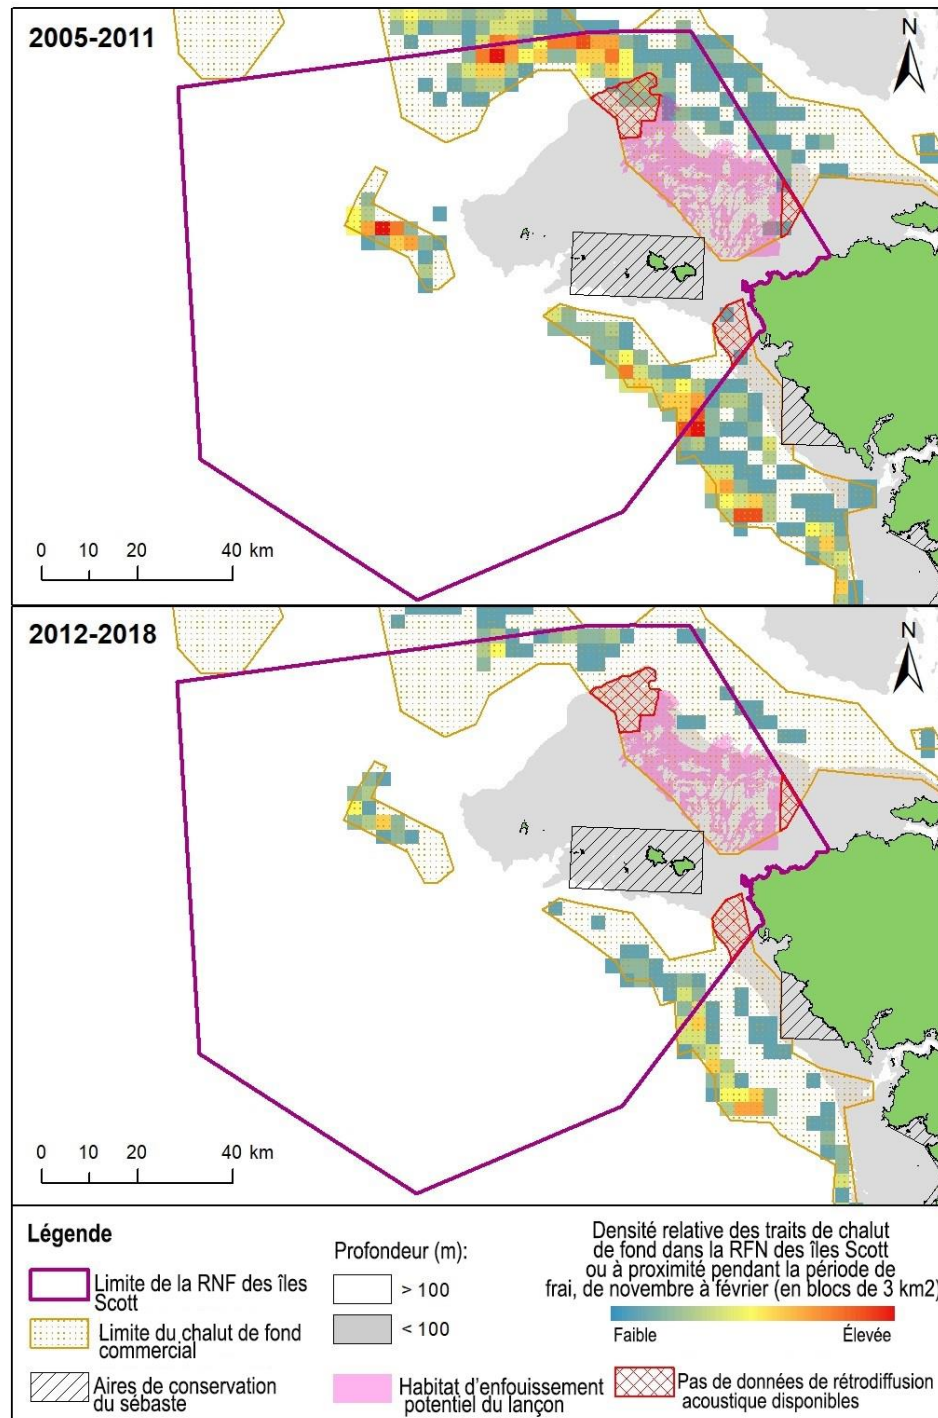 2005-2011
N
0 10 20 40 km
2012-2018
N
0 10 20 40 km
Légende
Limite de la RNF des îles
Scott
Limite du chalut de fond
commercial
Aires de conservation
du sébaste
Profondeur (m):
> 100
< 100
Habitat d'enfouissement
potentiel du lançon
Densité relative des traits de chalut
de fond dans la RFN des îles Scott
ou à proximité pendant la période de
frai, de novembre à février (en blocs de 3 km2)
Faible Élevée
Pas de données de rétrodiffusion
acoustique disponibles